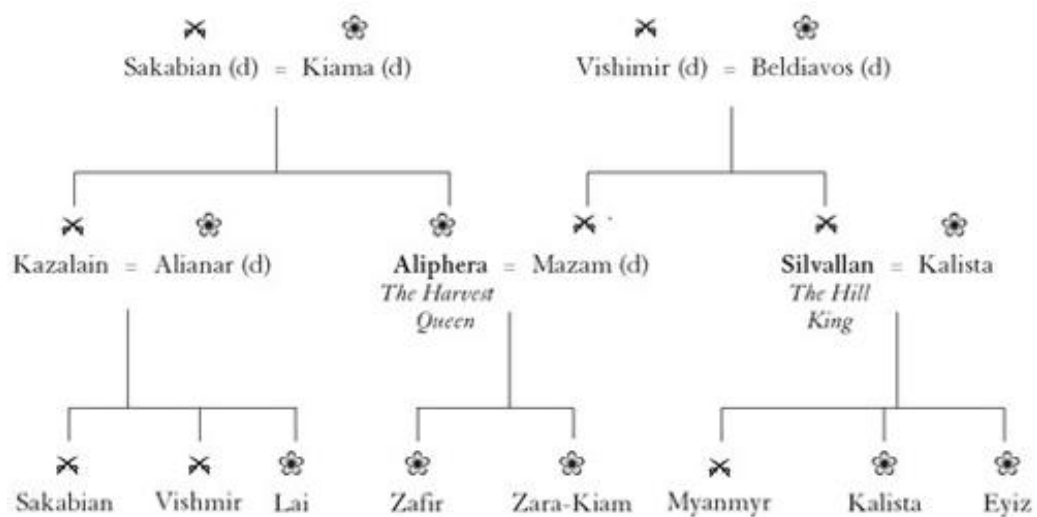 Sakabian (d) = Kiama (d) Vishimir (d) = Beldiavos (d)
Kazalain = Alianar (d) Aliphera = Mazam (d) Silvallan = Kalista
The Harvest The Hill
Queen King
Sakabian Vishmir Lai Zafir Zara-Kiam Myanmyr Kalista Eyiz